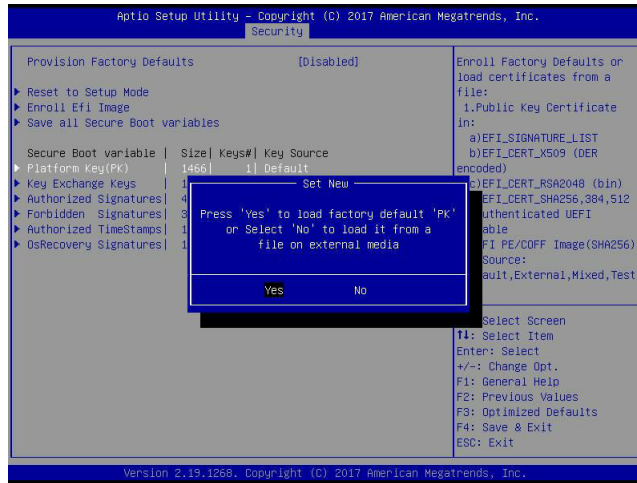 Aptio Setup Utility – Copyright (C) 2017 American Megatrends, Inc.
Security
Provision Factory Defaults [Disabled]
Reset to Setup Mode
Enroll Efi Image
Save all Secure Boot variables
Secure Boot variable | Size| Keys#| Key Source
Platform Key(PK) | 1466| 1| Default
Key Exchange Keys | 1
Authorized Signatures| 4
Forbidden Signatures| 3
Authorized TimeStamps| 1
OsRecovery Signatures| 1
Set New
Press 'Yes' to load factory default 'PK'
or Select 'No' to load it from a
file on external media
Yes No
Enroll Factory Defaults or
load certificates from a
file:
1.Public Key Certificate
in:
a)EFI_SIGNATURE_LIST
b)EFI_CERT_X509 (DER
encoded)
c)EFI_CERT_RSA2048 (bin)
EFI_CERT_SHA256,384,512
uthenticated UEFI
able
FI PE/COFF Image(SHA256)
Source:
ault,External,Mixed,Test
Select Screen
↑↓: Select Item
Enter: Select
+/-: Change Opt.
F1: General Help
F2: Previous Values
F3: Optimized Defaults
F4: Save & Exit
ESC: Exit
Version 2.19.1268. Copyright (C) 2017 American Megatrends, Inc.